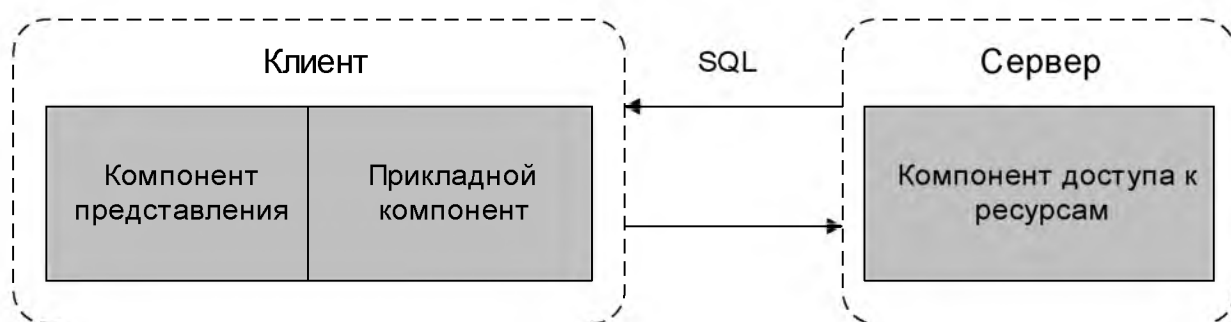 Клиент
SQL
Сервер
Компонент
представления
Прикладной
компонент
Компонент доступа к
ресурсам